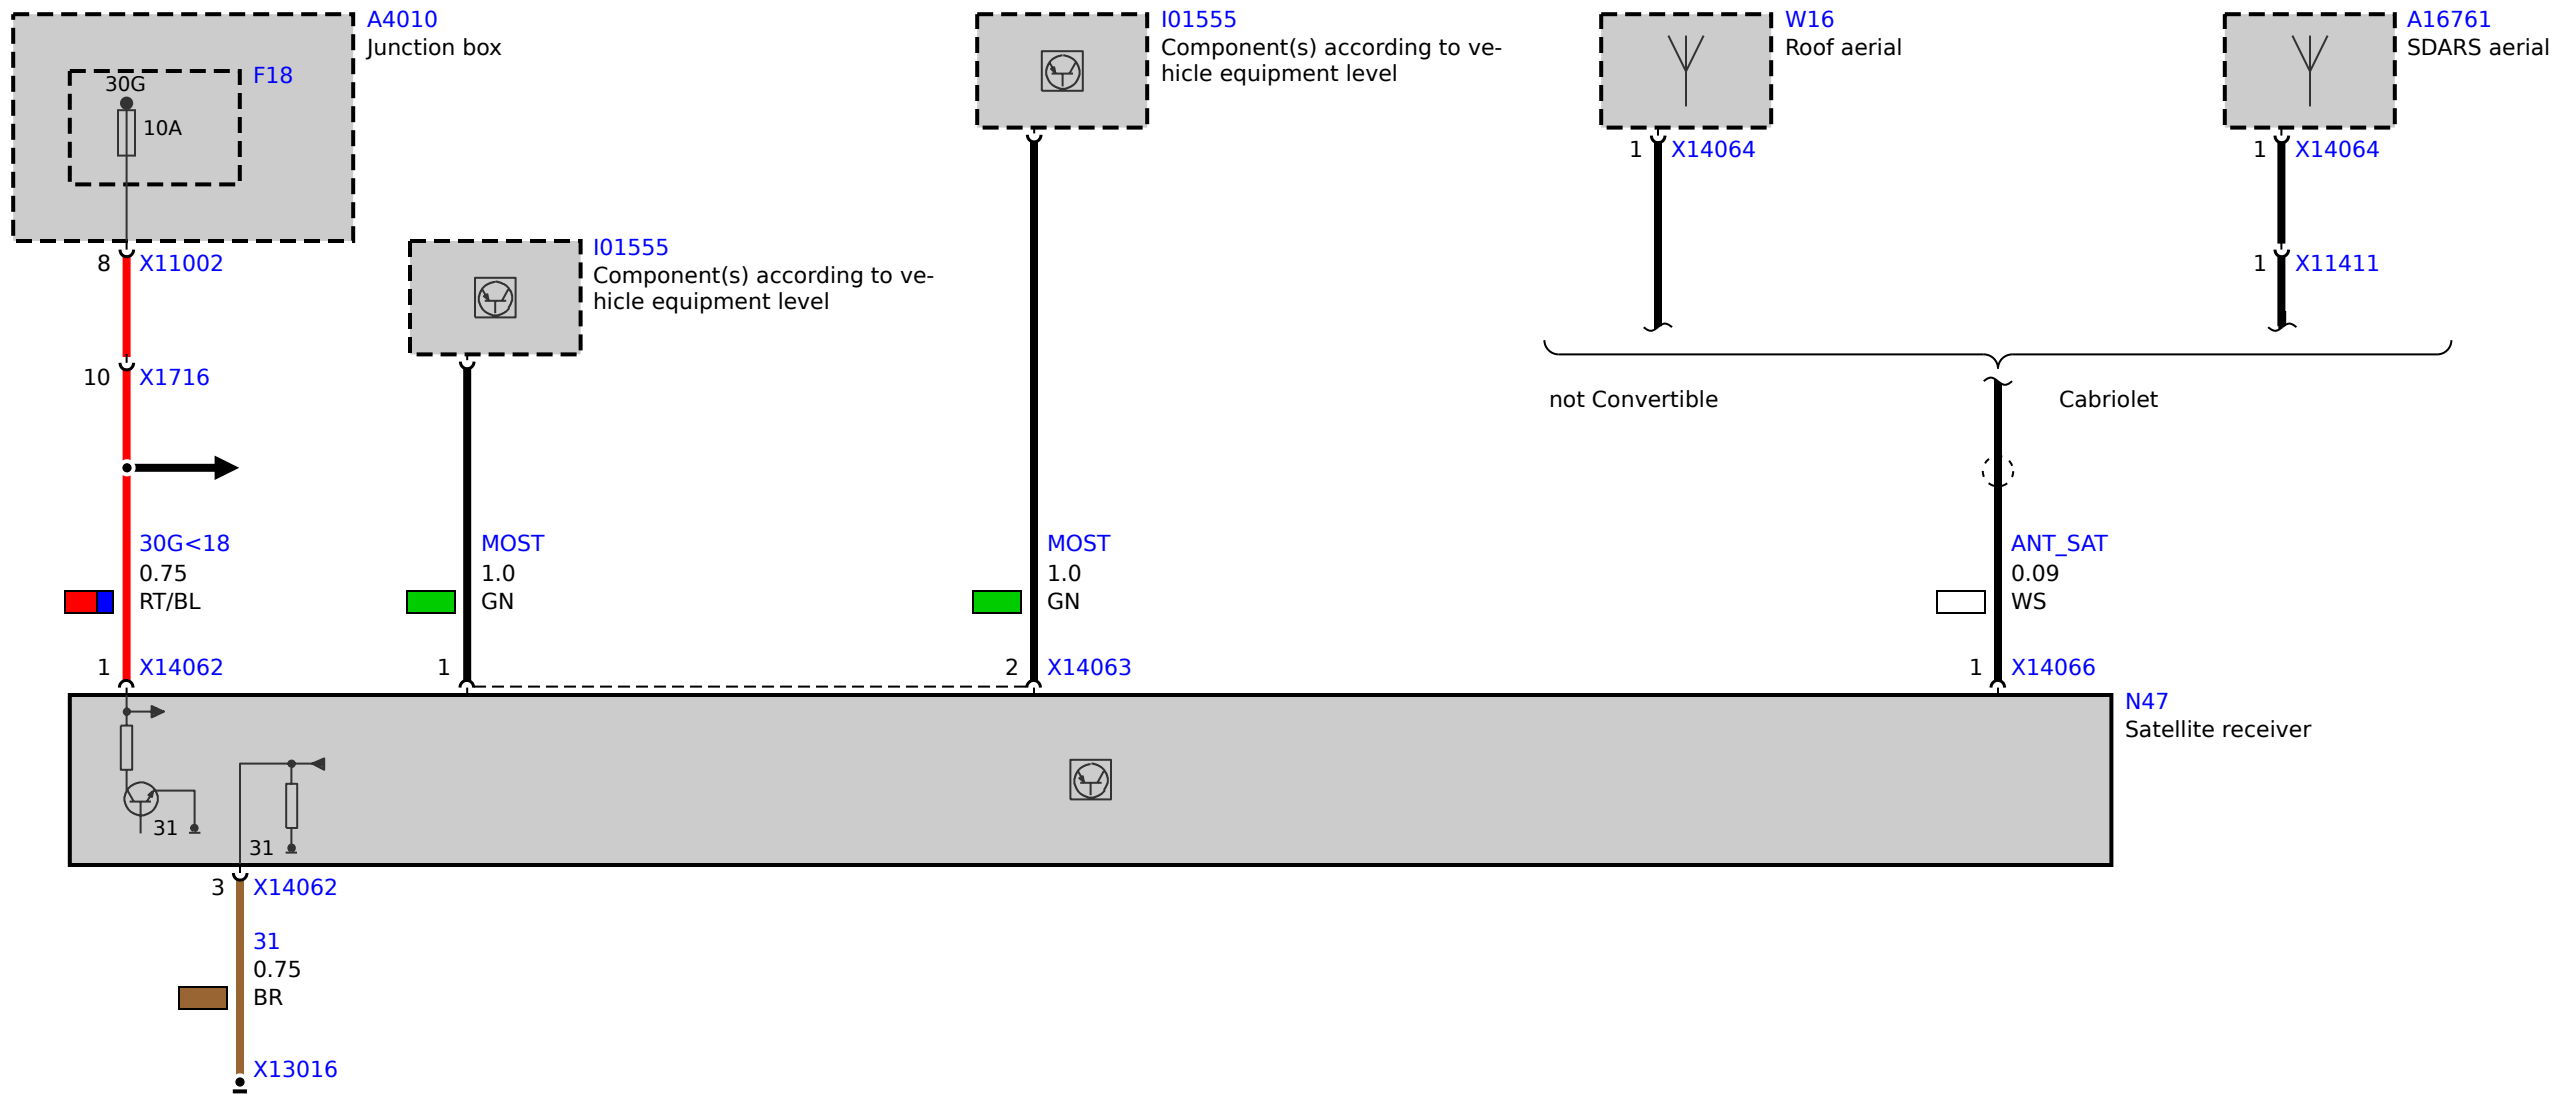 A4010
Junction box
F18
30G
10A
8 X11002
10 X1716
30G<18
0.75
RT/BL
1 X14062
I01555
Component(s) according to ve-
hicle equipment level
MOST
1.0
GN
1
I01555
Component(s) according to ve-
hicle equipment level
MOST
1.0
GN
2 X14063
W16
Roof aerial
1 X14064
A16761
SDARS aerial
1 X14064
1 X11411
not Convertible
Cabriolet
ANT_SAT
0.09
WS
1 X14066
N47
Satellite receiver
31
31
3 X14062
31
0.75
BR
X13016